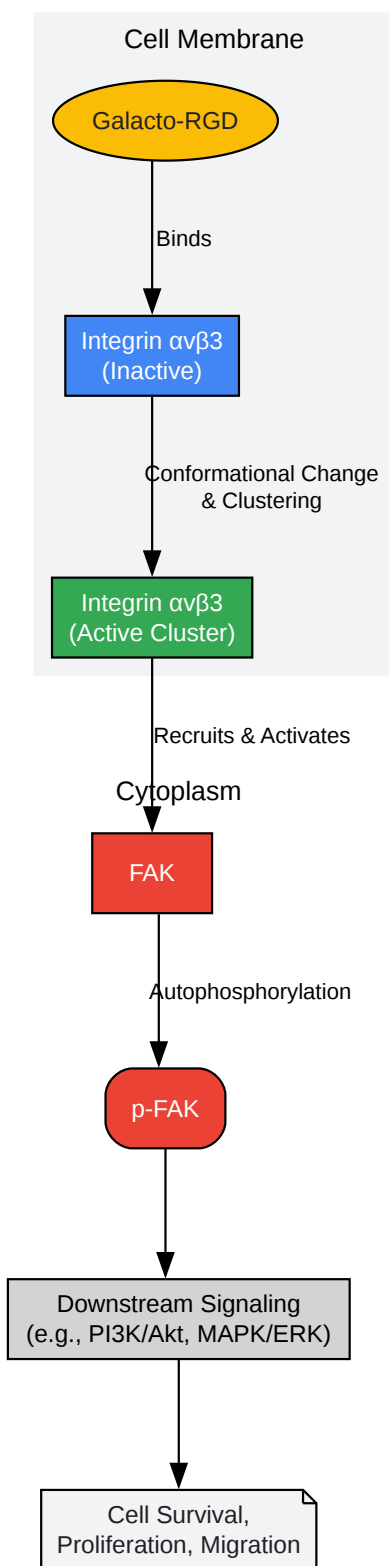 Cell Membrane
Galacto-RGD
Binds
Integrin αvβ3
(Inactive)
Conformational Change
& Clustering
Integrin αvβ3
(Active Cluster)
Recruits & Activates
Cytoplasm
FAK
Autophosphorylation
p-FAK
Downstream Signaling
(e.g., PI3K/Akt, MAPK/ERK)
Cell Survival,
Proliferation, Migration